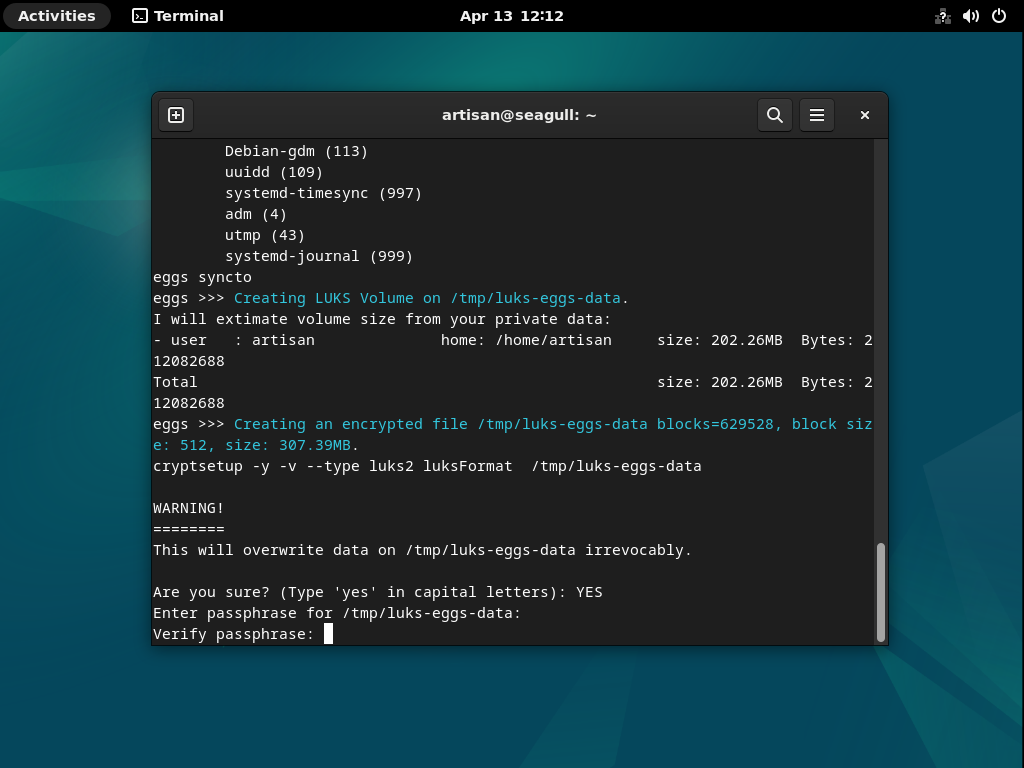 Activities Terminal Apr 13 12:12
artisan@seagull: ~
Debian-gdm (113)
uuidd (109)
systemd-timesync (997)
adm (4)
utmp (43)
systemd-journal (999)
eggs syncto
eggs >>> Creating LUKS Volume on /tmp/luks-eggs-data.
I will extimate volume size from your private data:
- user   : artisan              home: /home/artisan     size: 202.26MB  Bytes: 2
12082688
Total                                                   size: 202.26MB  Bytes: 2
12082688
eggs >>> Creating an encrypted file /tmp/luks-eggs-data blocks=629528, block siz
e: 512, size: 307.39MB.
cryptsetup -y -v --type luks2 luksFormat  /tmp/luks-eggs-data
WARNING!
========
This will overwrite data on /tmp/luks-eggs-data irrevocably.
Are you sure? (Type 'yes' in capital letters): YES
Enter passphrase for /tmp/luks-eggs-data:
Verify passphrase: